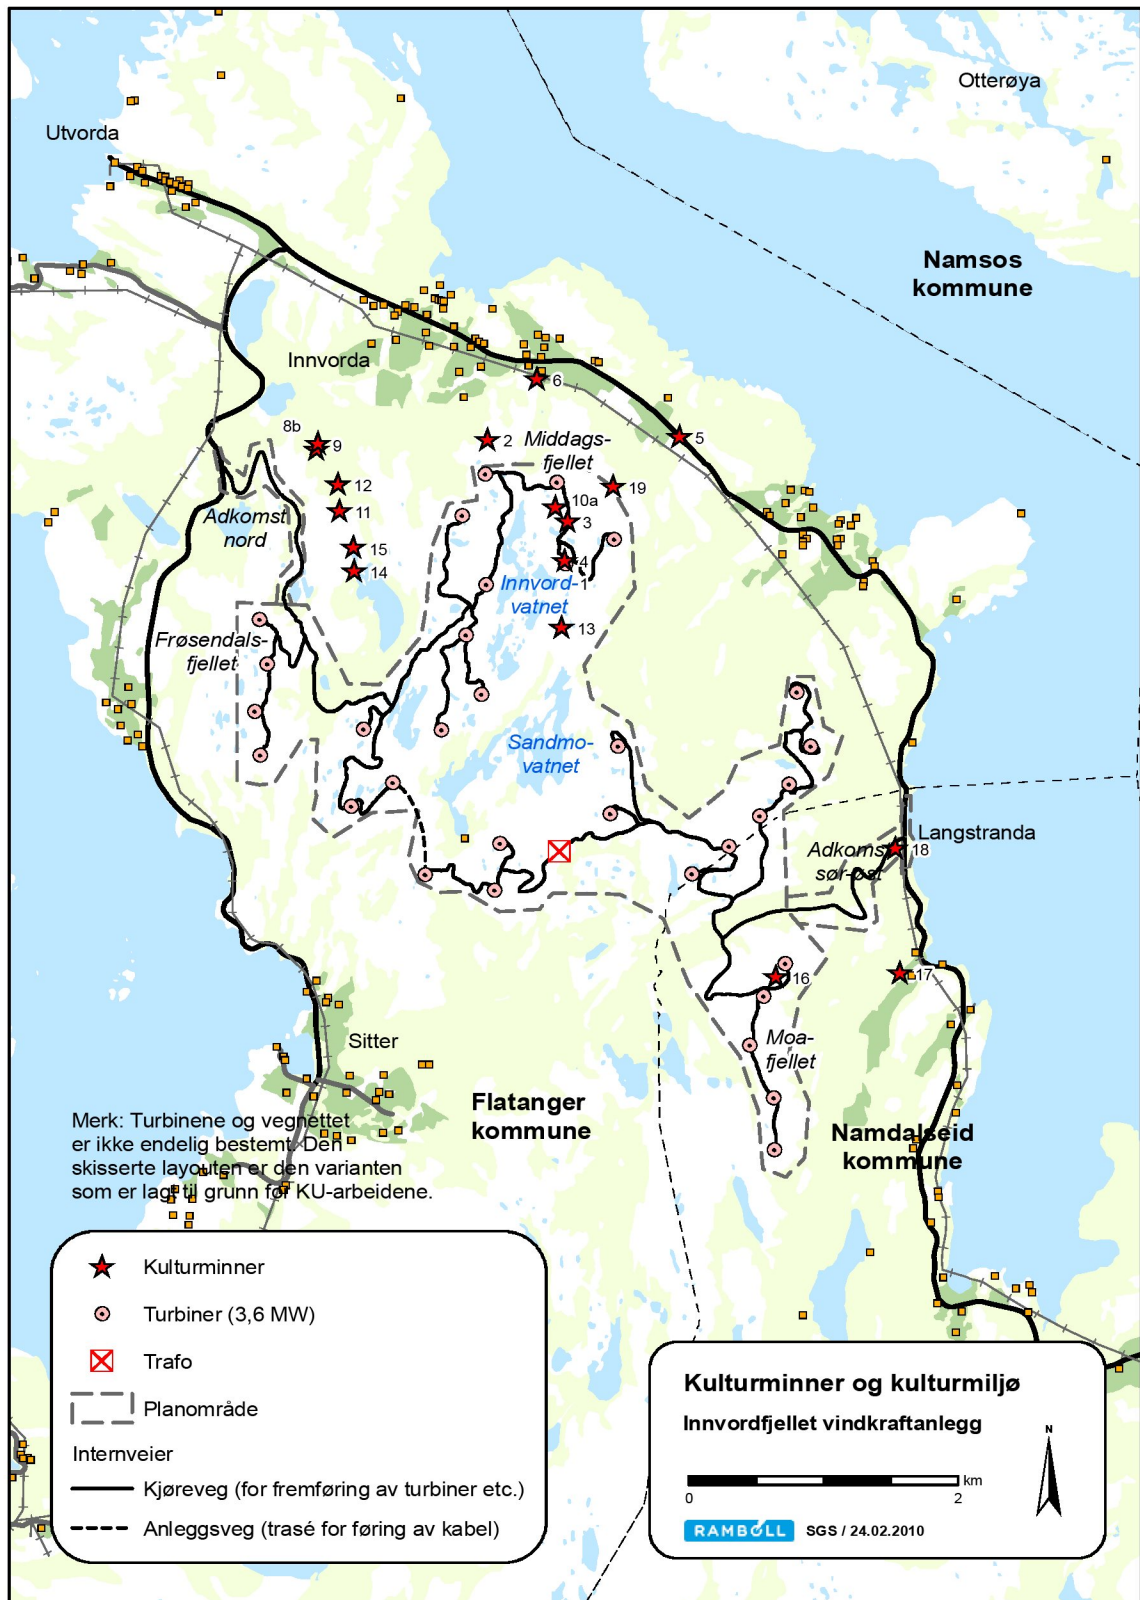 Otterøya
Utvorda
Namsos
kommune
Innvorda
6
8b
9
2
Middags-
fjellet
5
12
10a
19
11
3
Adkomst
nord
15
4
14
1
Innvord-
vatnet
13
Frøsendals-
fjellet
Sandmo-
vatnet
Langstranda
Adkomst
sør-øst
18
16
17
Sitter
Moa-
fjellet
Flatanger
kommune
Namdalseid
kommune
Merk: Turbinene og vegnettet
er ikke endelig bestemt. Den
skisserte layouten er den varianten
som er lagt til grunn for KU-arbeidene.
Kulturminner
Turbiner (3,6 MW)
Trafo
Planområde
Internveier
Kjøreveg (for fremføring av turbiner etc.)
Anleggsveg (trasé for føring av kabel)
Kulturminner og kulturmiljø
Innvordfjellet vindkraftanlegg
N
km
0 2
RAMBOLL SGS / 24.02.2010